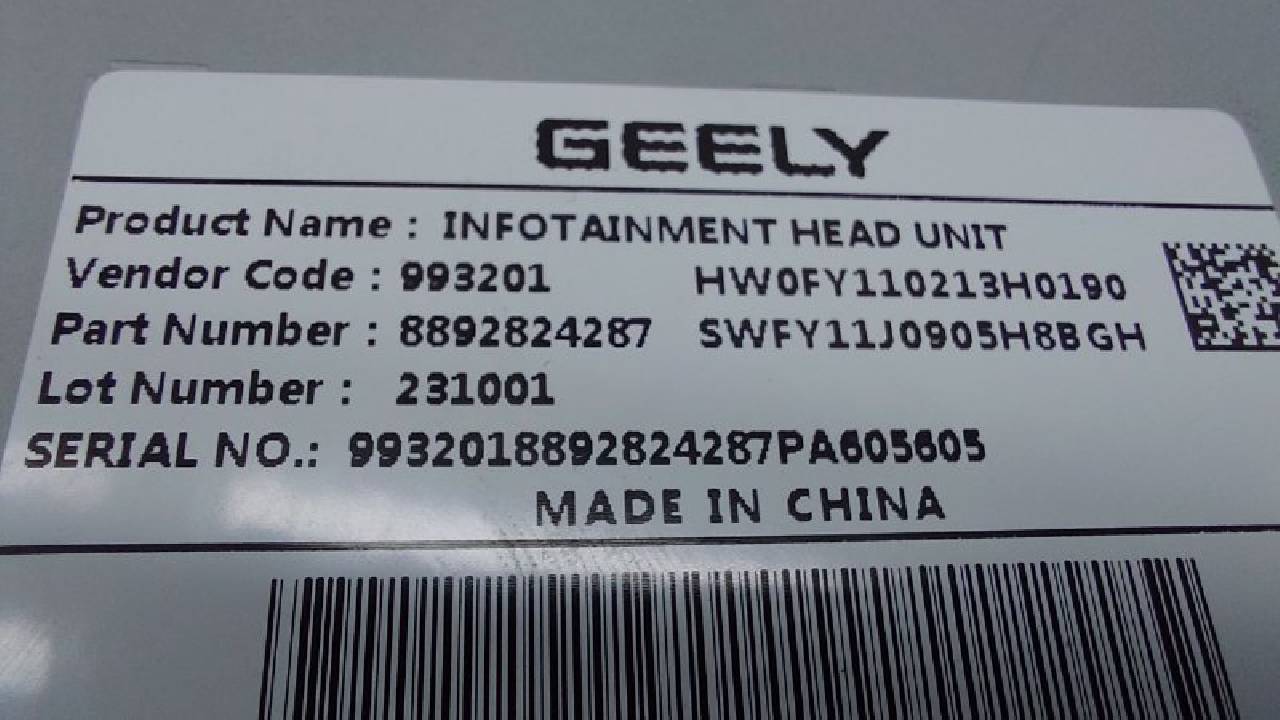 GEELY
Product Name : INFOTAINMENT HEAD UNIT
Vendor Code : 993201 HW0FY110213H0190
Part Number : 8892824287 SWFY11J0905H8BGH
Lot Number : 231001
SERIAL NO.: 9932018892824287PA605605
MADE IN CHINA